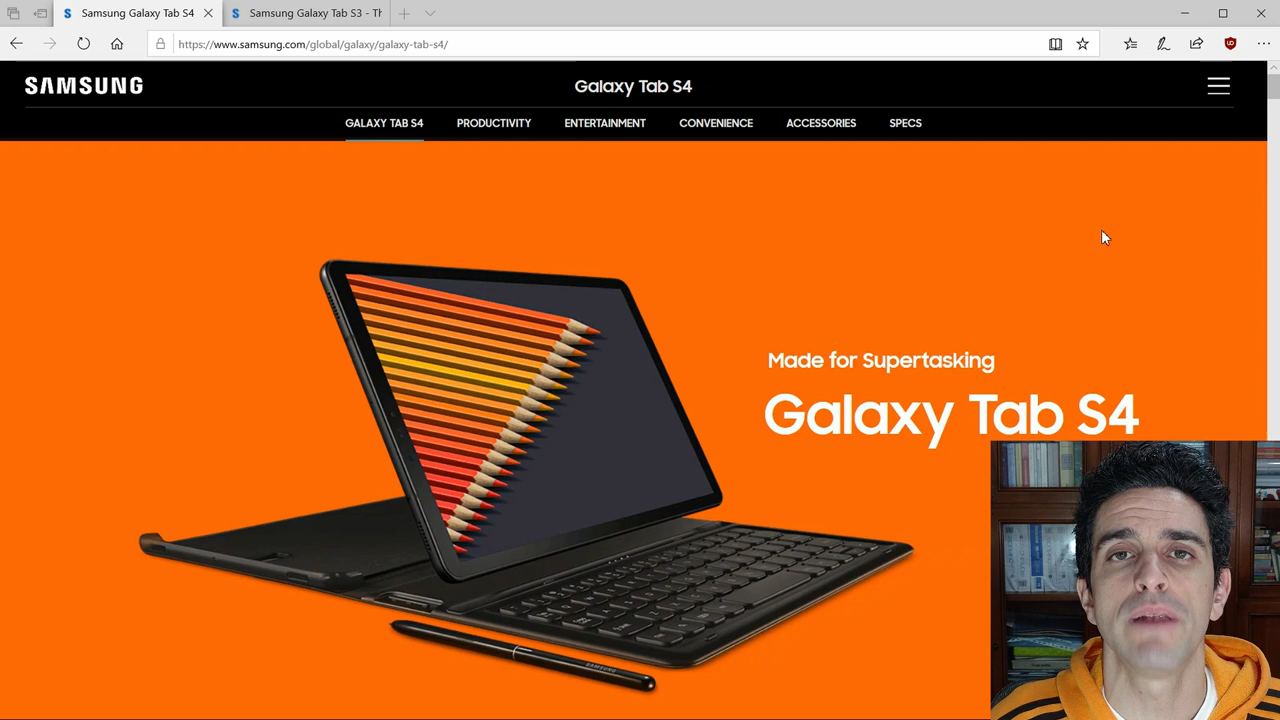 Samsung Galaxy Tab S4
Samsung Galaxy Tab S3 - Th
https://www.samsung.com/global/galaxy/galaxy-tab-s4/
SAMSUNG
Galaxy Tab S4
GALAXY TAB S4
PRODUCTIVITY
ENTERTAINMENT
CONVENIENCE
ACCESSORIES
SPECS
Made for Supertasking
Galaxy Tab S4
SAMSUNG